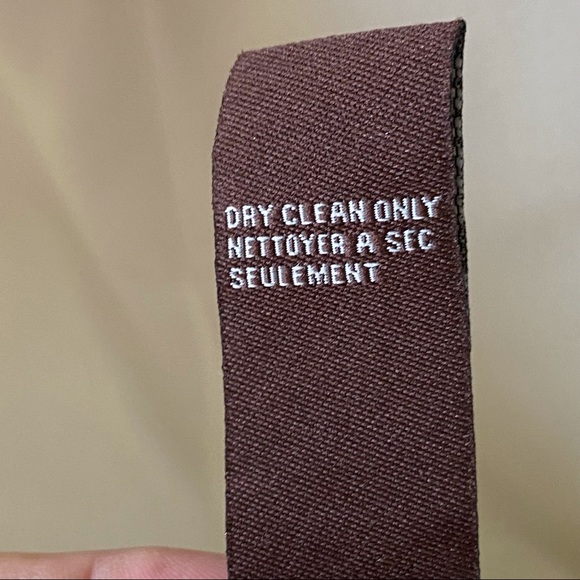 DRY CLEAN ONLY
NETTOYER A SEC
SEULEMENT